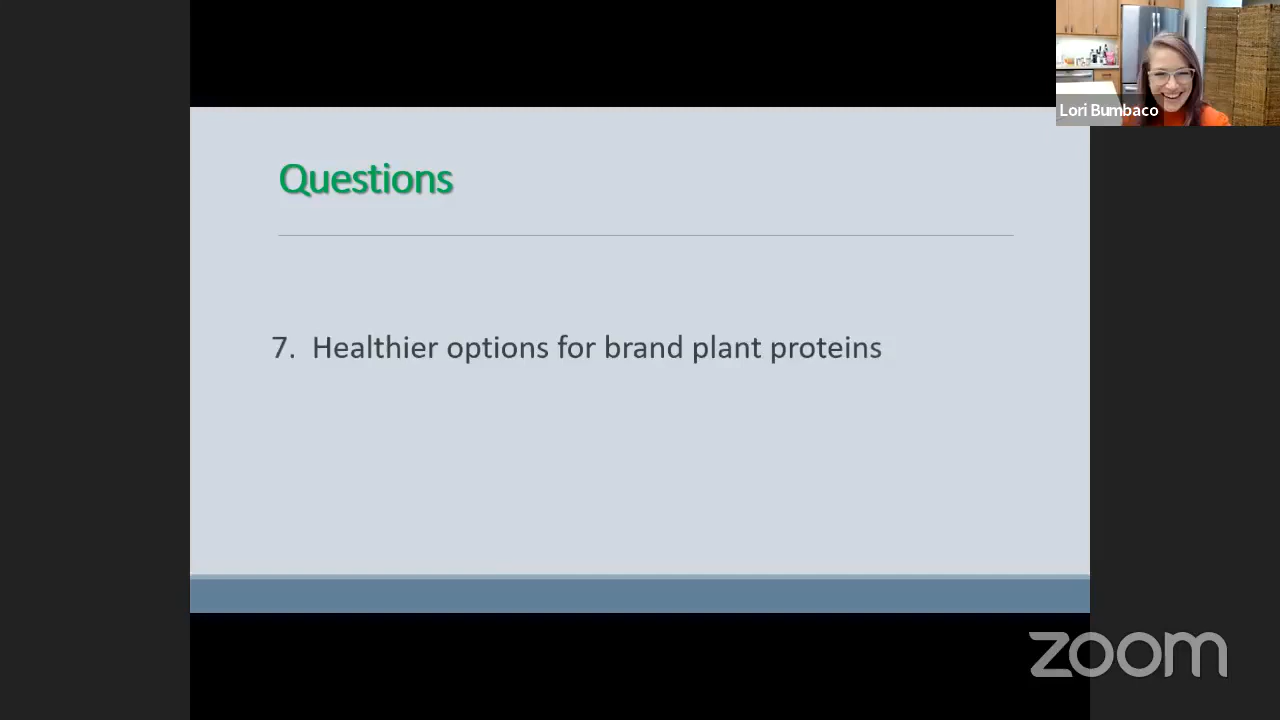 Lori Bumbaco
Questions
7. Healthier options for brand plant proteins
zoom